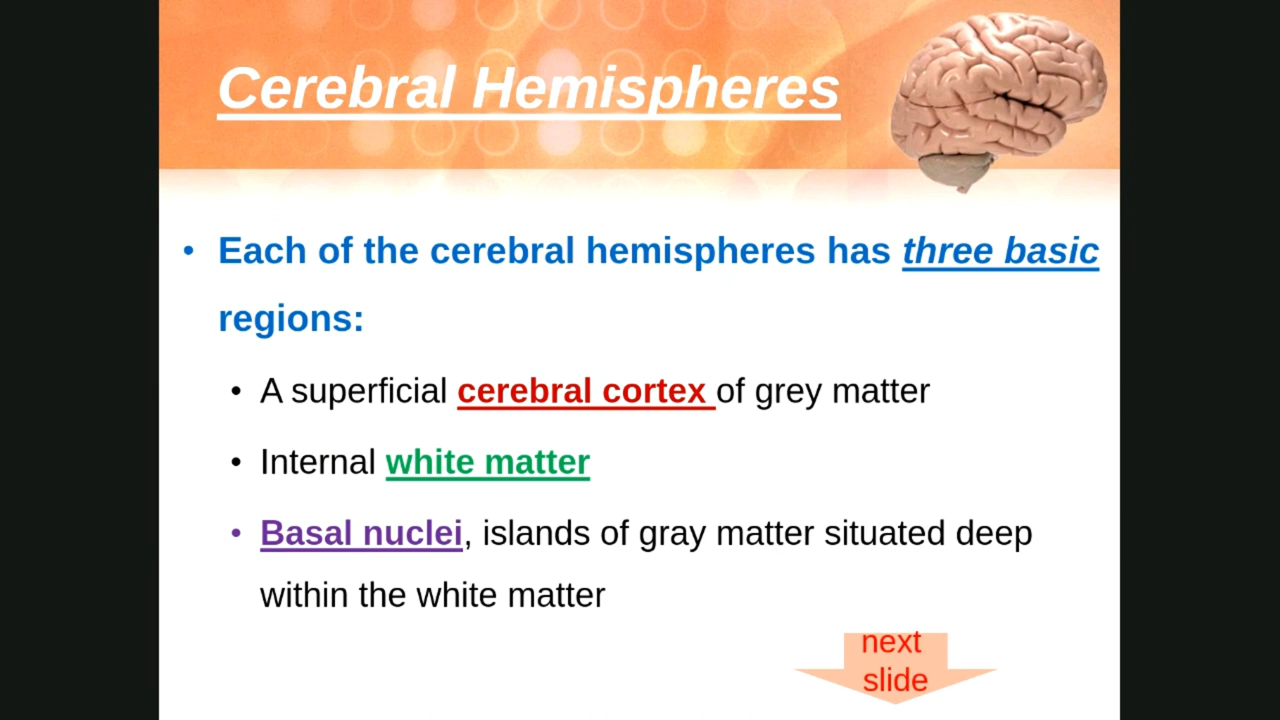 Cerebral Hemispheres
• Each of the cerebral hemispheres has three basic
regions:
• A superficial cerebral cortex of grey matter
• Internal white matter
• Basal nuclei, islands of gray matter situated deep
within the white matter
next
slide